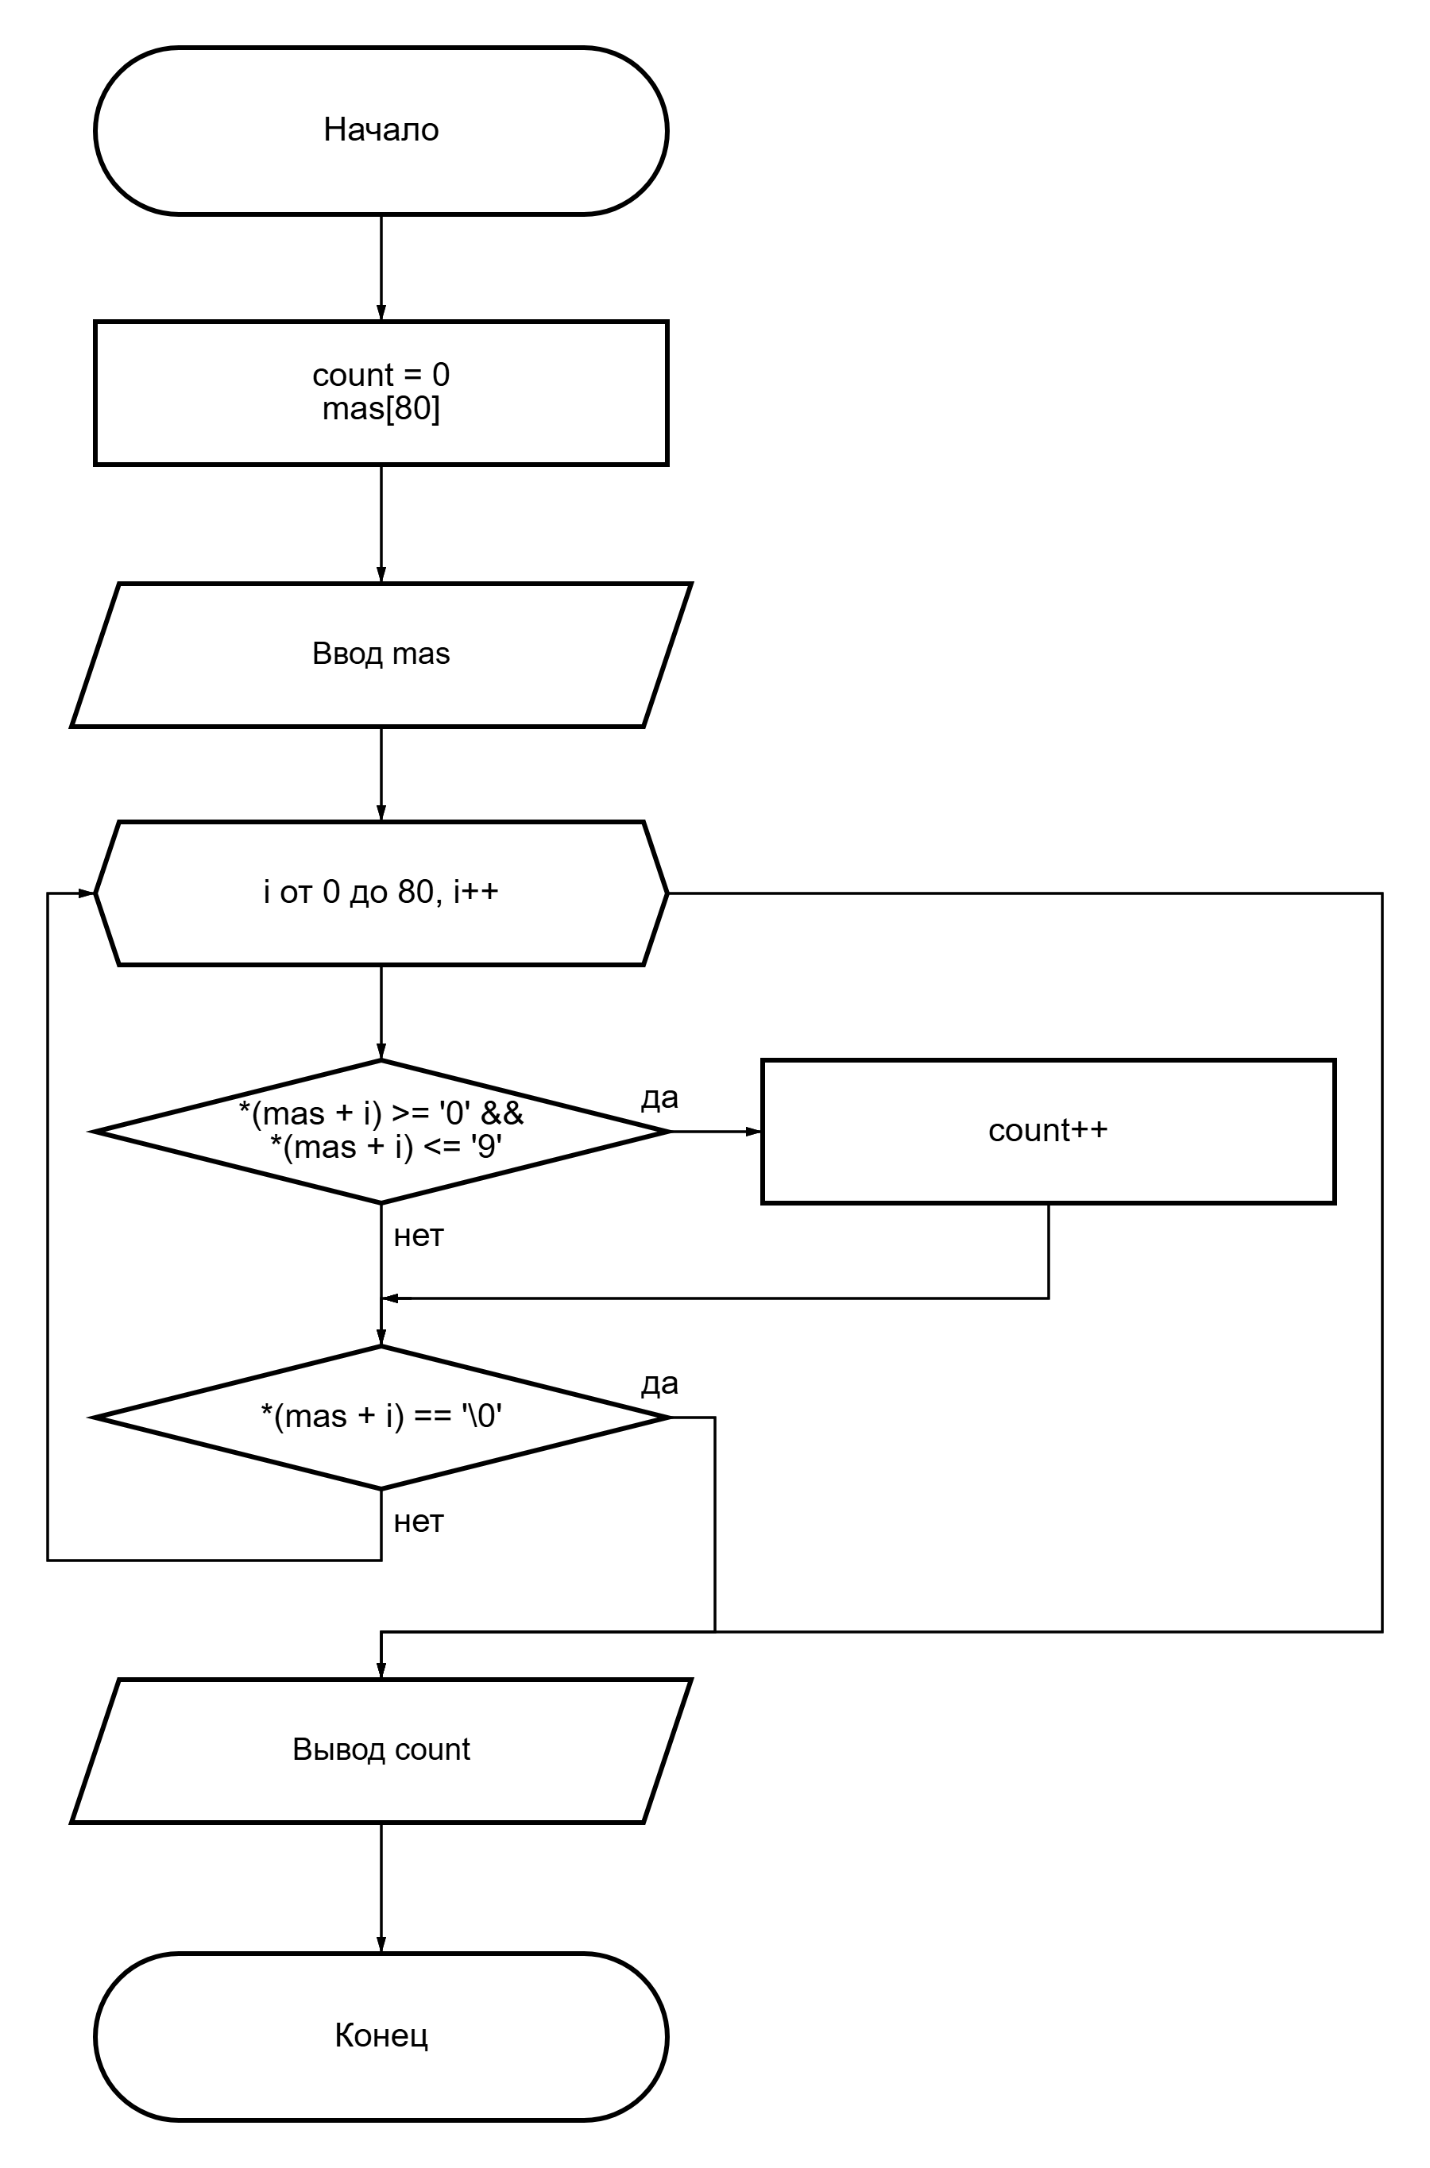 Начало
count = 0
mas[80]
Ввод mas
i от 0 до 80, i++
*(mas + i) >= '0' &&
*(mas + i) <= '9'
да
count++
нет
*(mas + i) == '\0'
да
нет
Вывод count
Конец